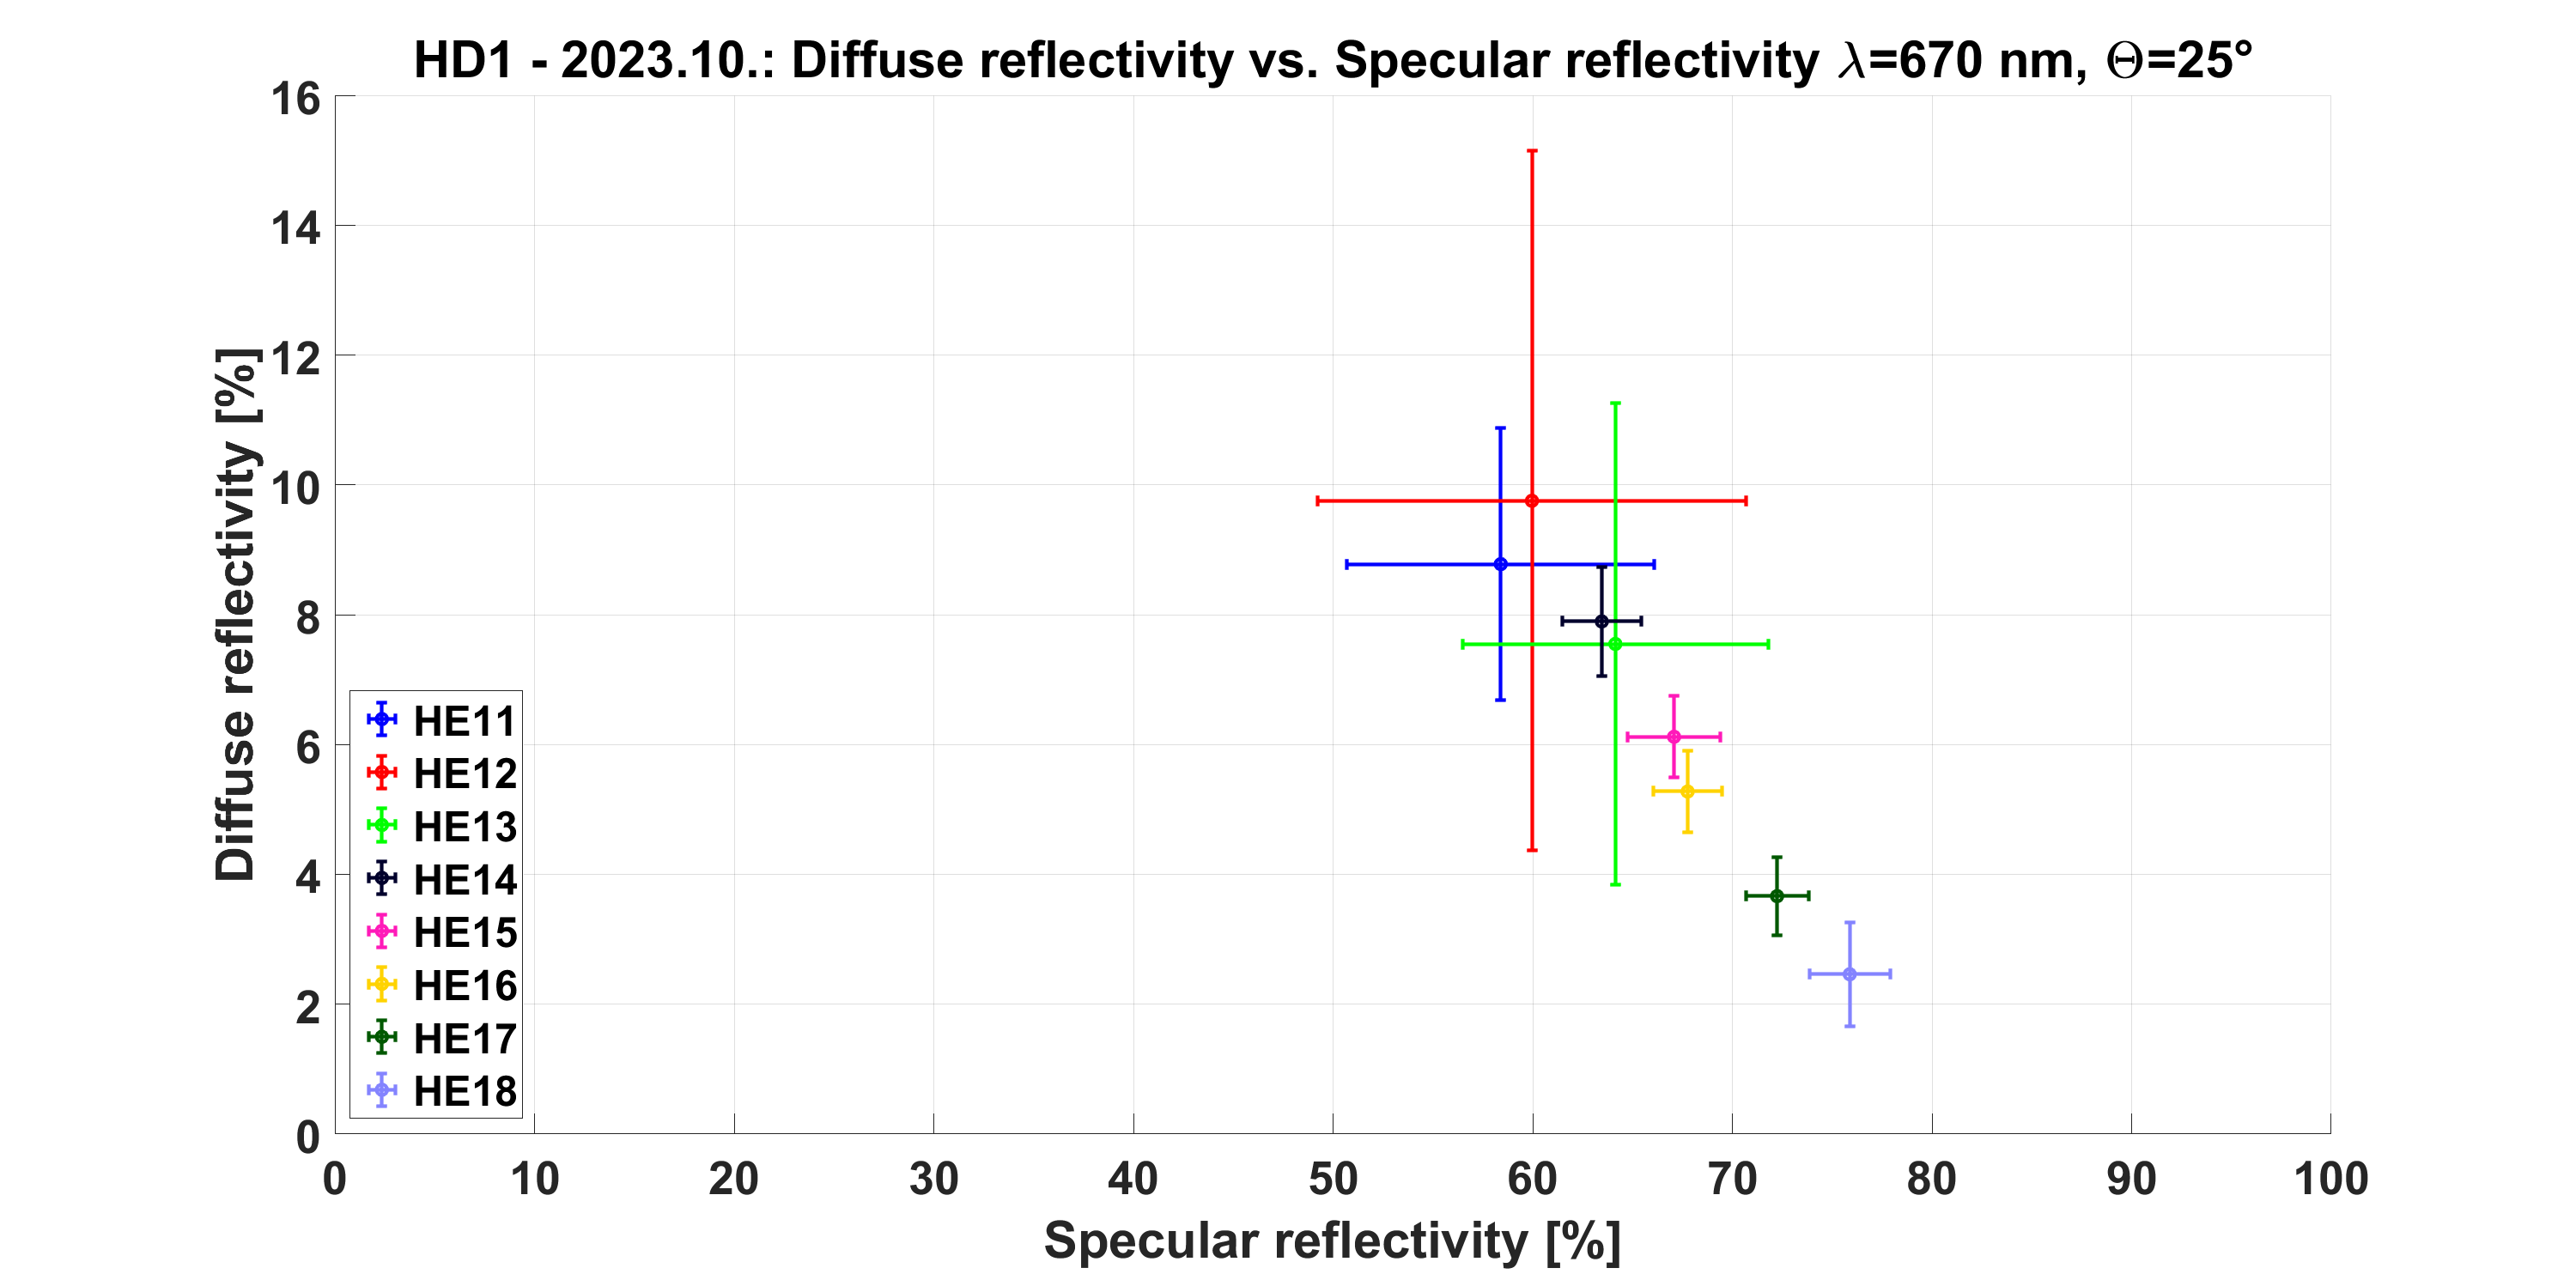 HD1 - 2023.10.: Diffuse reflectivity vs. Specular reflectivity λ=670 nm, Θ=25°
16
14
12
10
8
6
4
2
0
Diffuse reflectivity [%]
HE11
HE12
HE13
HE14
HE15
HE16
HE17
HE18
0 10 20 30 40 50 60 70 80 90 100
Specular reflectivity [%]